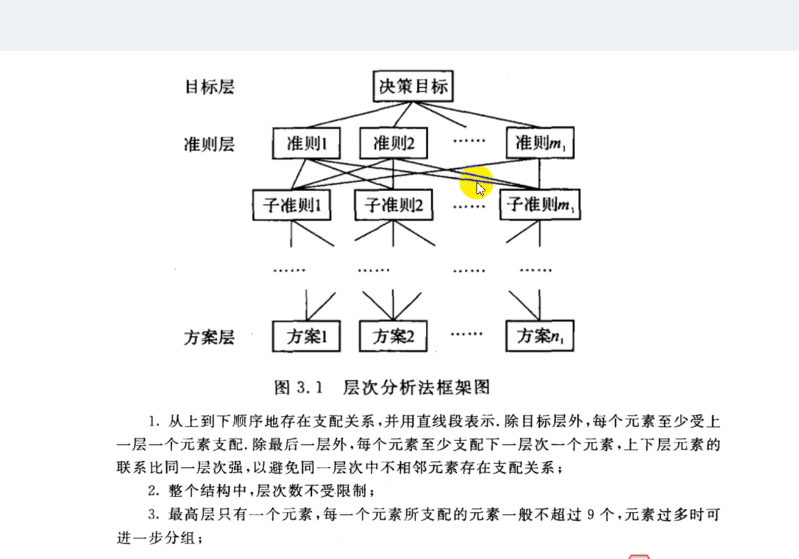 目标层 决策目标
准则层 准则1 准则2 …… 准则m₁
子准则1 子准则2 …… 子准则m₁
…… …… …… ……
方案层 方案1 方案2 …… 方案n₁
图 3.1 层次分析法框架图
1. 从上到下顺序地存在支配关系,并用直线段表示.除目标层外,每个元素至少受上
一层一个元素支配.除最后一层外,每个元素至少支配下一层次一个元素,上下层元素的
联系比同一层次强,以避免同一层次中不相邻元素存在支配关系;
2. 整个结构中,层次数不受限制;
3. 最高层只有一个元素,每一个元素所支配的元素一般不超过 9 个,元素过多时可
进一步分组;